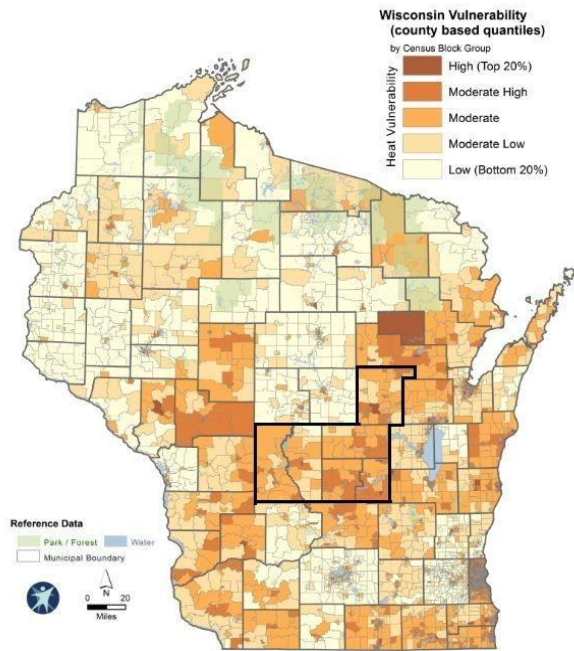 Wisconsin Vulnerability
(county based quantiles)
by Census Block Group
Heat Vulnerability
High (Top 20%)
Moderate High
Moderate
Moderate Low
Low (Bottom 20%)
Reference Data
Park / Forest
Water
Municipal Boundary
N
0 20
Miles